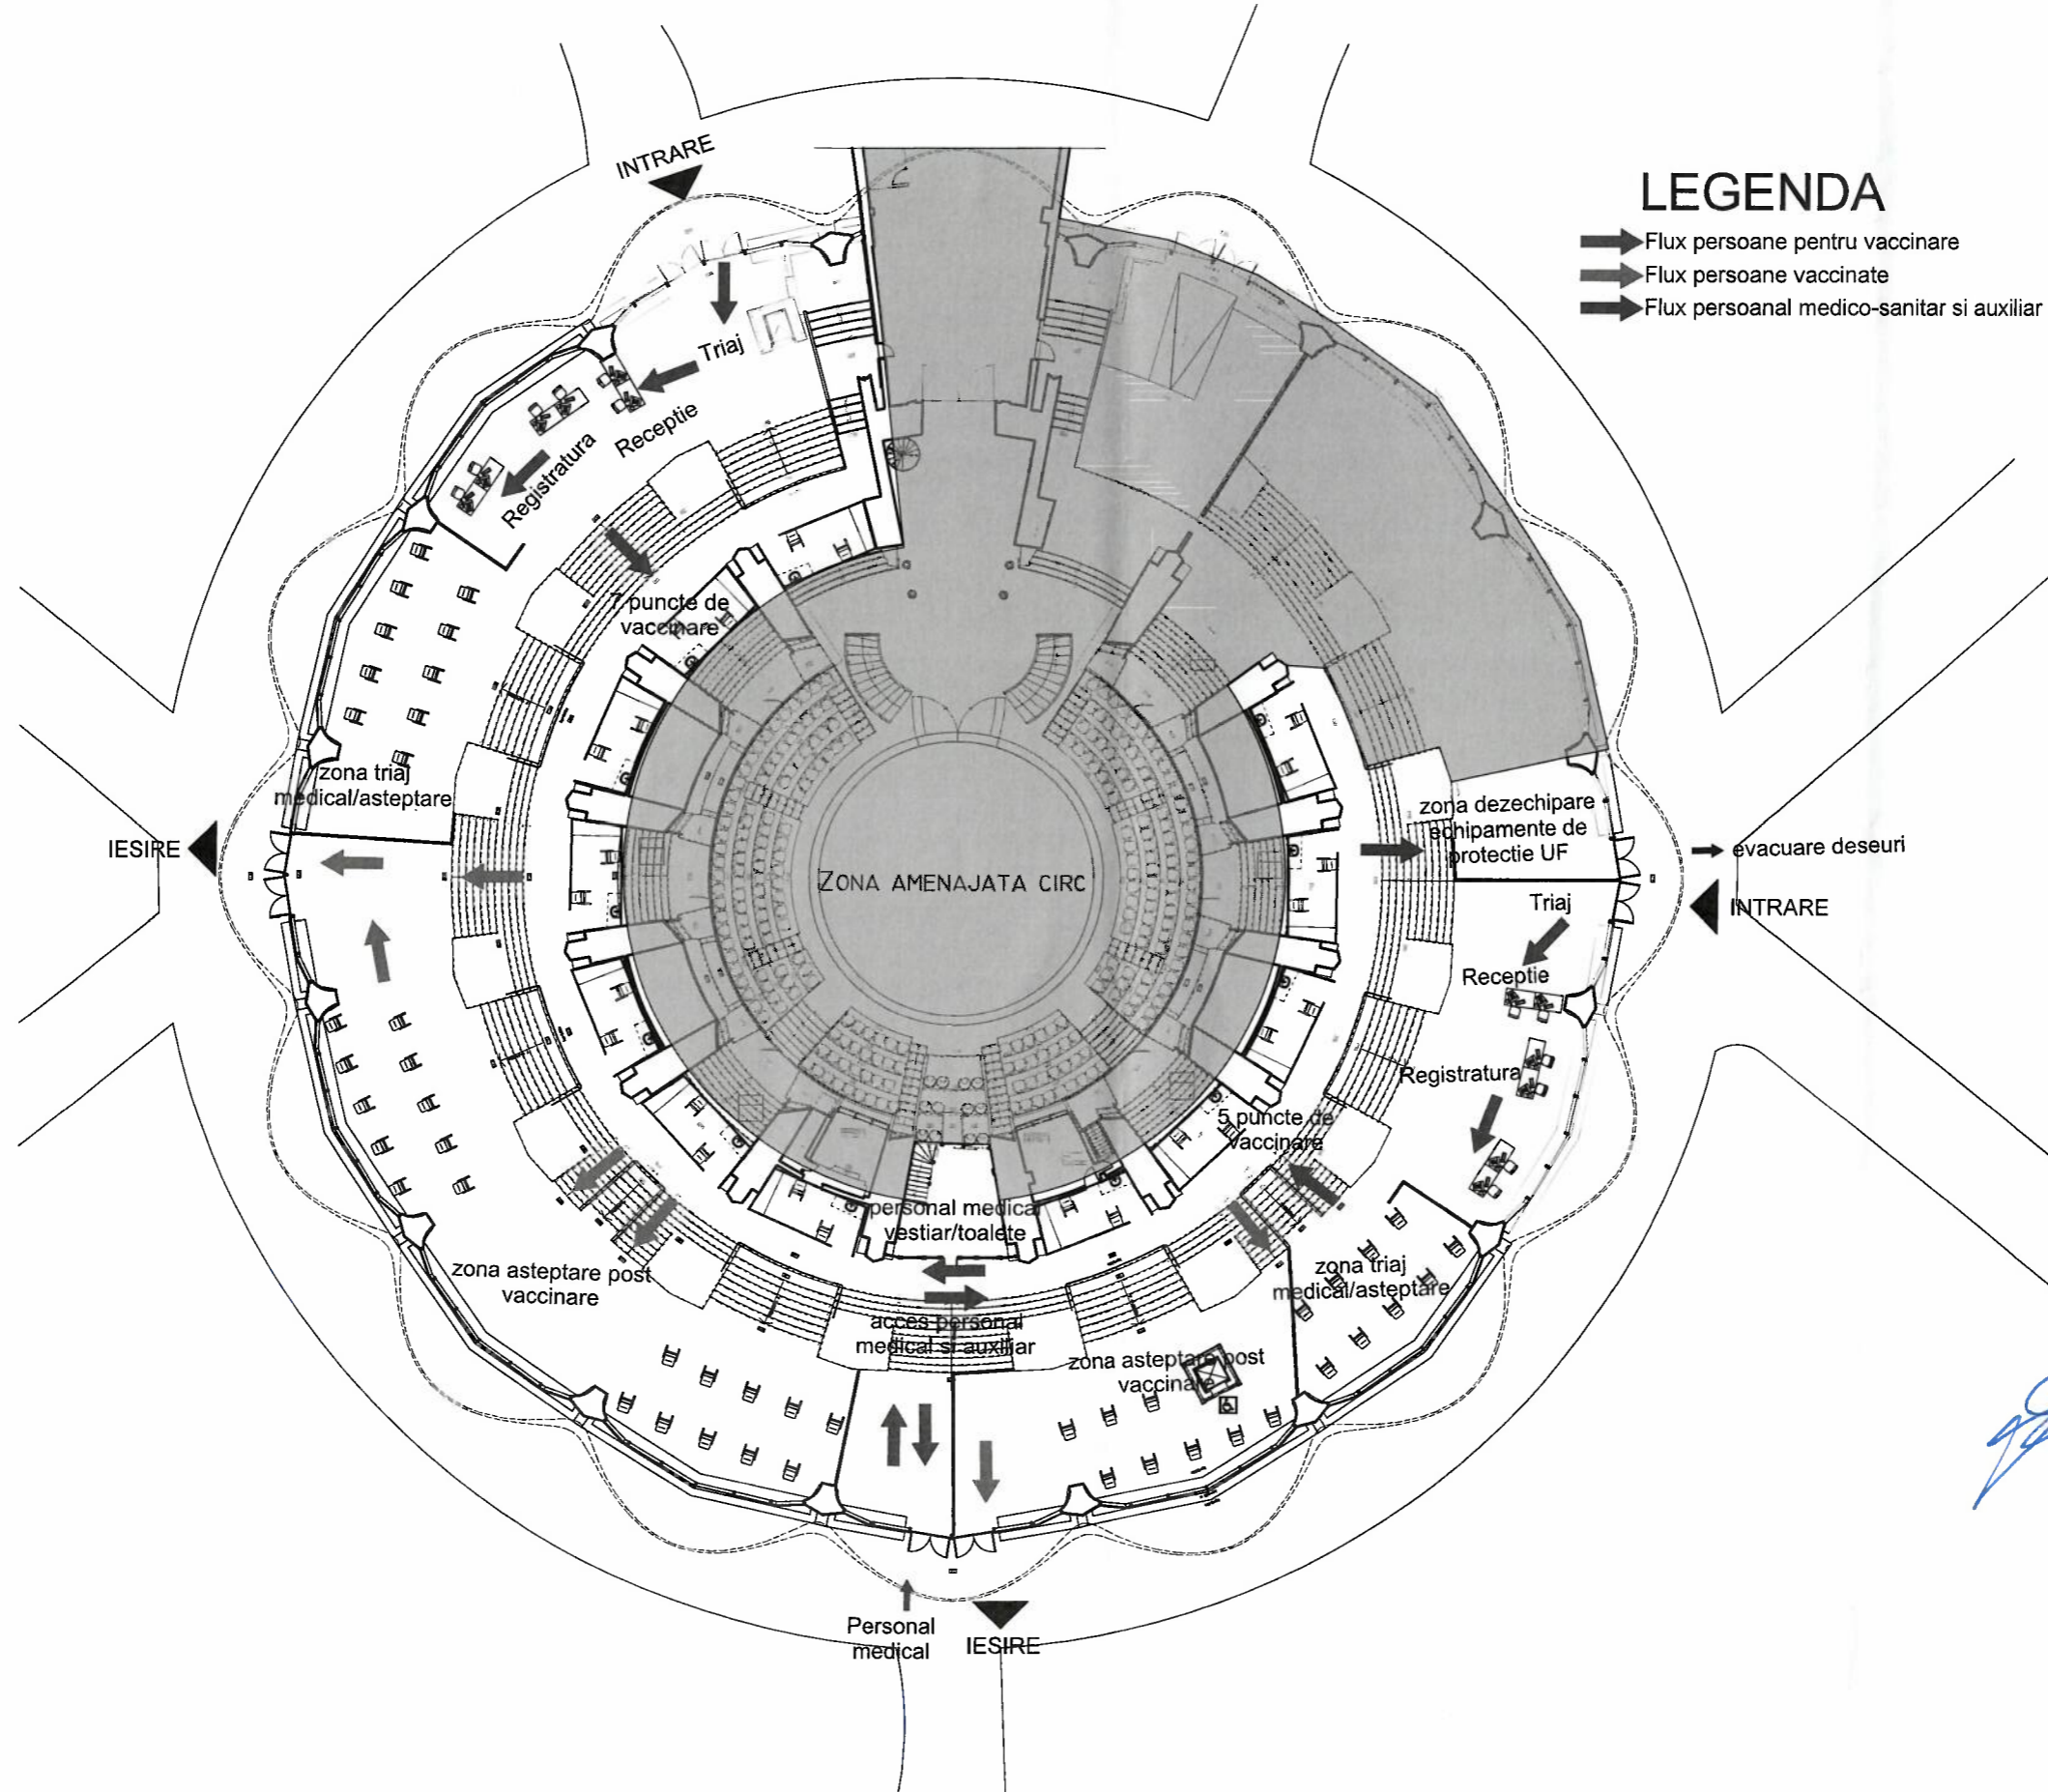 INTRARE
LEGENDA
Flux persoane pentru vaccinare
Flux persoane vaccinate
Flux persoanal medico-sanitar si auxiliar
Triaj
Receptie
Registratura
7 puncte de
vaccinare
zona triaj
medical/asteptare
IESIRE
ZONA AMENAJATA CIRC
zona dezechipare
echipamente de
protectie UF
evacuare deseuri
INTRARE
Triaj
Receptie
Registratura
5 puncte de
vaccinare
personal medical
vestiar/toalete
zona asteptare post
vaccinare
zona triaj
medical/asteptare
acces personal
medical si auxiliar
zona asteptare post
vaccinare
Personal
medical
IESIRE